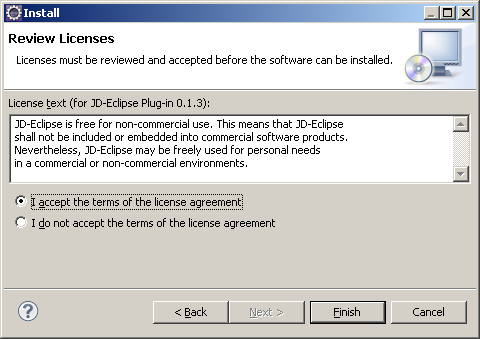 Install
Review Licenses
Licenses must be reviewed and accepted before the software can be installed.
License text (for JD-Eclipse Plug-in 0.1.3):
JD-Eclipse is free for non-commercial use. This means that JD-Eclipse
shall not be included or embedded into commercial software products.
Nevertheless, JD-Eclipse may be freely used for personal needs
in a commercial or non-commercial environments.
I accept the terms of the license agreement
I do not accept the terms of the license agreement
? < Back Next > Finish Cancel